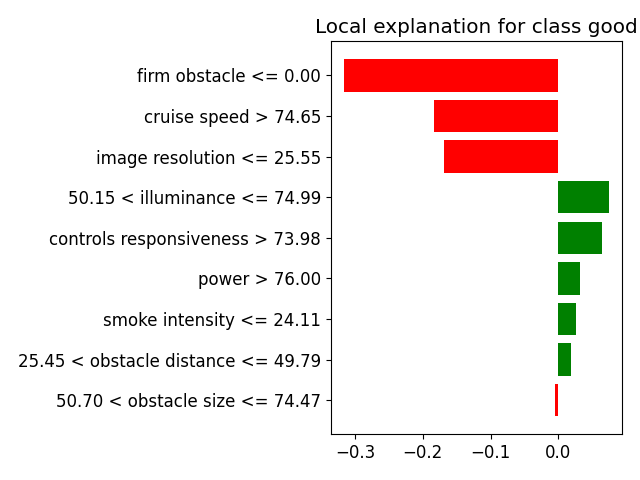 Local explanation for class good
firm obstacle <= 0.00
cruise speed > 74.65
image resolution <= 25.55
50.15 < illuminance <= 74.99
controls responsiveness > 73.98
power > 76.00
smoke intensity <= 24.11
25.45 < obstacle distance <= 49.79
50.70 < obstacle size <= 74.47
−0.3 −0.2 −0.1 0.0